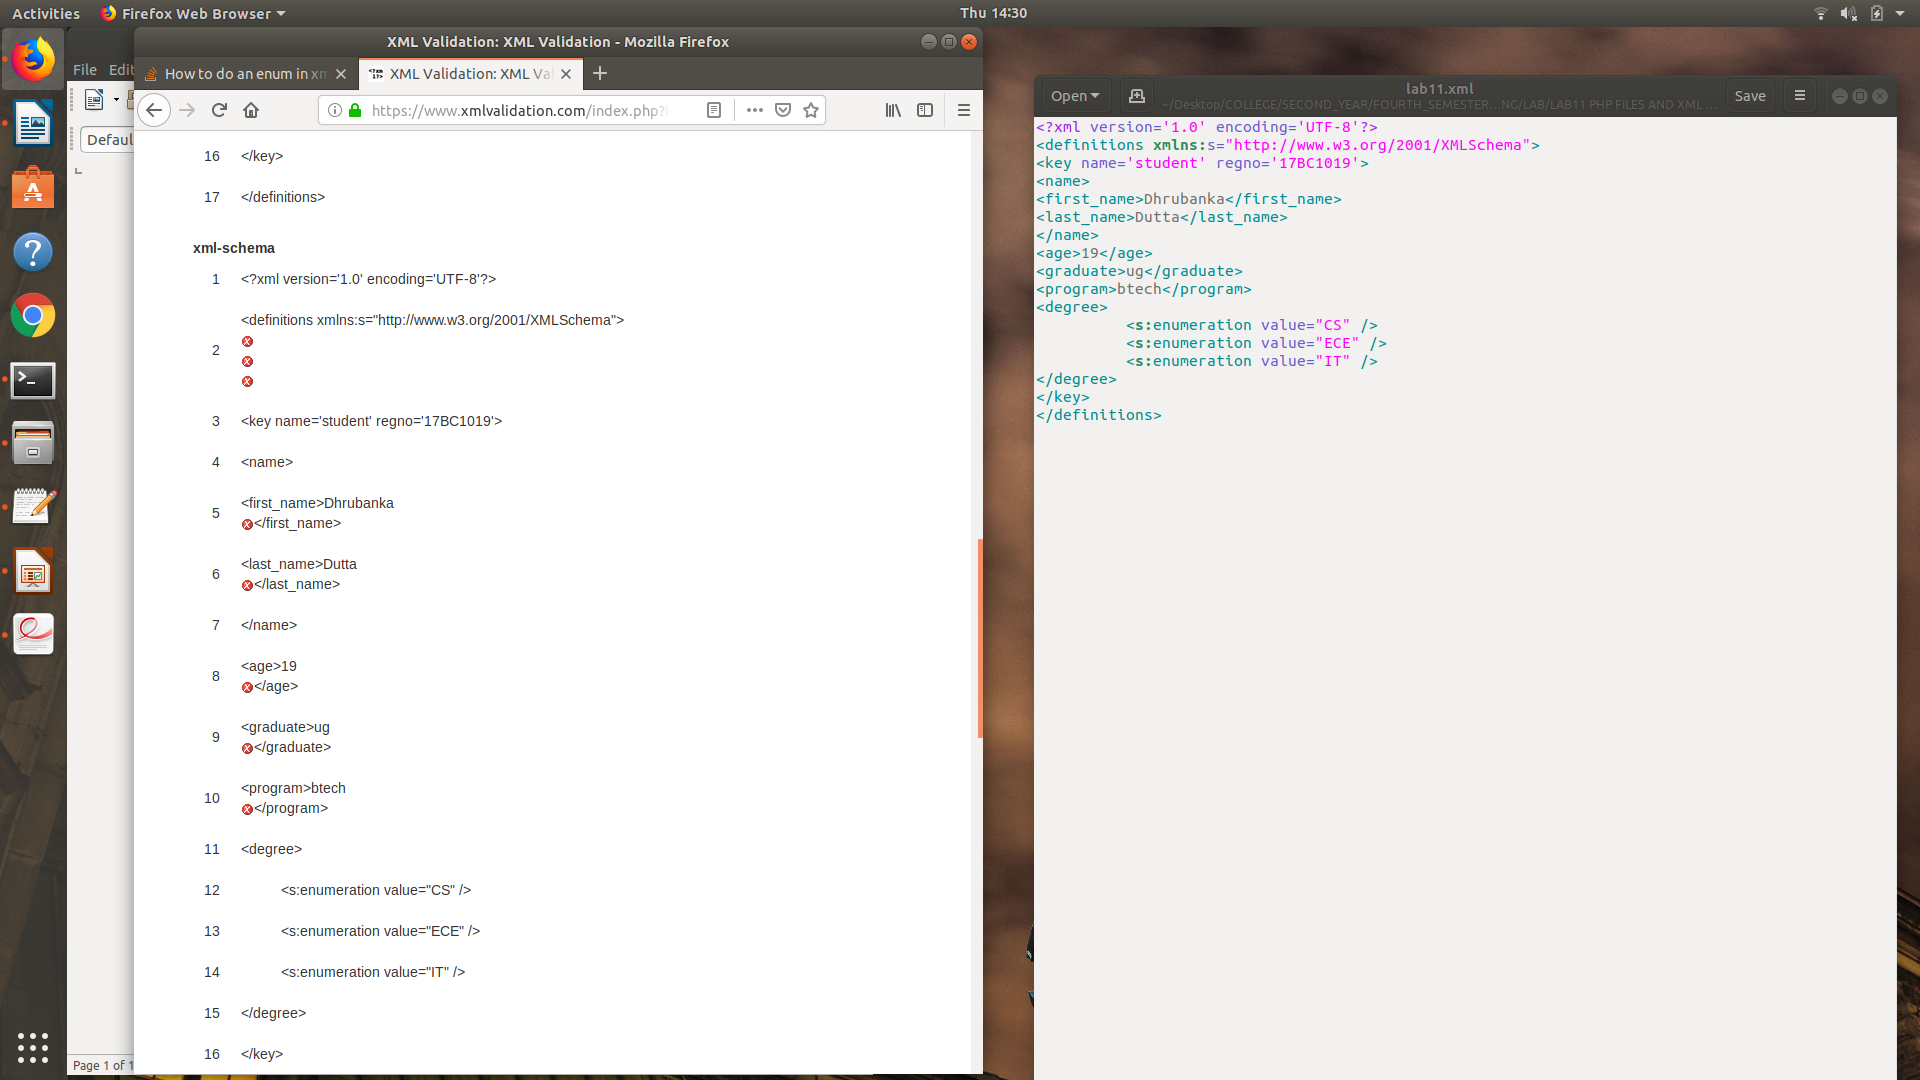 Activities
Firefox Web Browser
Thu 14:30
File Edit
Defaul
Page 1 of 1
XML Validation: XML Validation - Mozilla Firefox
How to do an enum in xm
XML Validation: XML Va
https://www.xmlvalidation.com/index.php?i
16 </key>
17 </definitions>
xml-schema
1 <?xml version='1.0' encoding='UTF-8'?>
<definitions xmlns:s="http://www.w3.org/2001/XMLSchema">
2
3 <key name='student' regno='17BC1019'>
4 <name>
<first_name>Dhrubanka
5
</first_name>
<last_name>Dutta
6
</last_name>
7 </name>
<age>19
8
</age>
<graduate>ug
9
</graduate>
<program>btech
10
</program>
11 <degree>
12 <s:enumeration value="CS" />
13 <s:enumeration value="ECE" />
14 <s:enumeration value="IT" />
15 </degree>
16 </key>
Open
lab11.xml
~/Desktop/COLLEGE/SECOND_YEAR/FOURTH_SEMESTER...NG/LAB/LAB11 PHP FILES AND XML ...
Save
<?xml version='1.0' encoding='UTF-8'?>
<definitions xmlns:s="http://www.w3.org/2001/XMLSchema">
<key name='student' regno='17BC1019'>
<name>
<first_name>Dhrubanka</first_name>
<last_name>Dutta</last_name>
</name>
<age>19</age>
<graduate>ug</graduate>
<program>btech</program>
<degree>
<s:enumeration value="CS" />
<s:enumeration value="ECE" />
<s:enumeration value="IT" />
</degree>
</key>
</definitions>